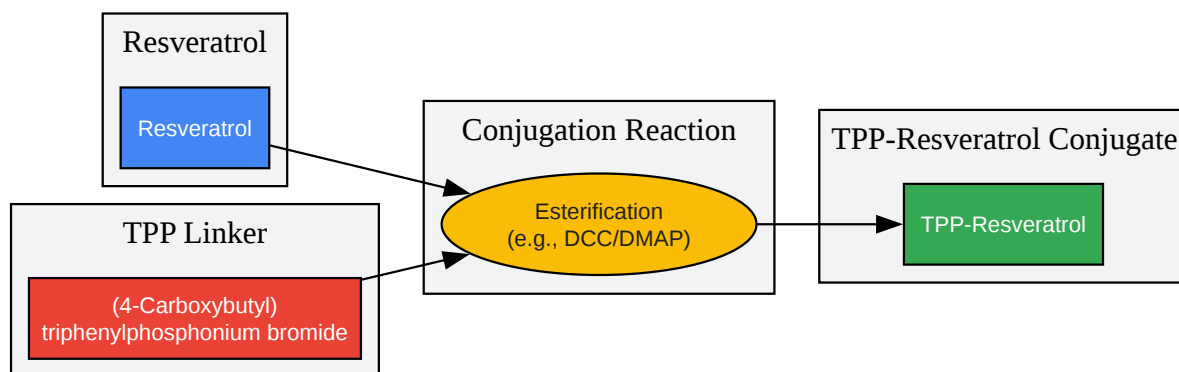 Resveratrol
Resveratrol
TPP Linker
(4-Carboxybutyl)
triphenylphosphonium bromide
Conjugation Reaction
Esterification
(e.g., DCC/DMAP)
TPP-Resveratrol Conjugate
TPP-Resveratrol